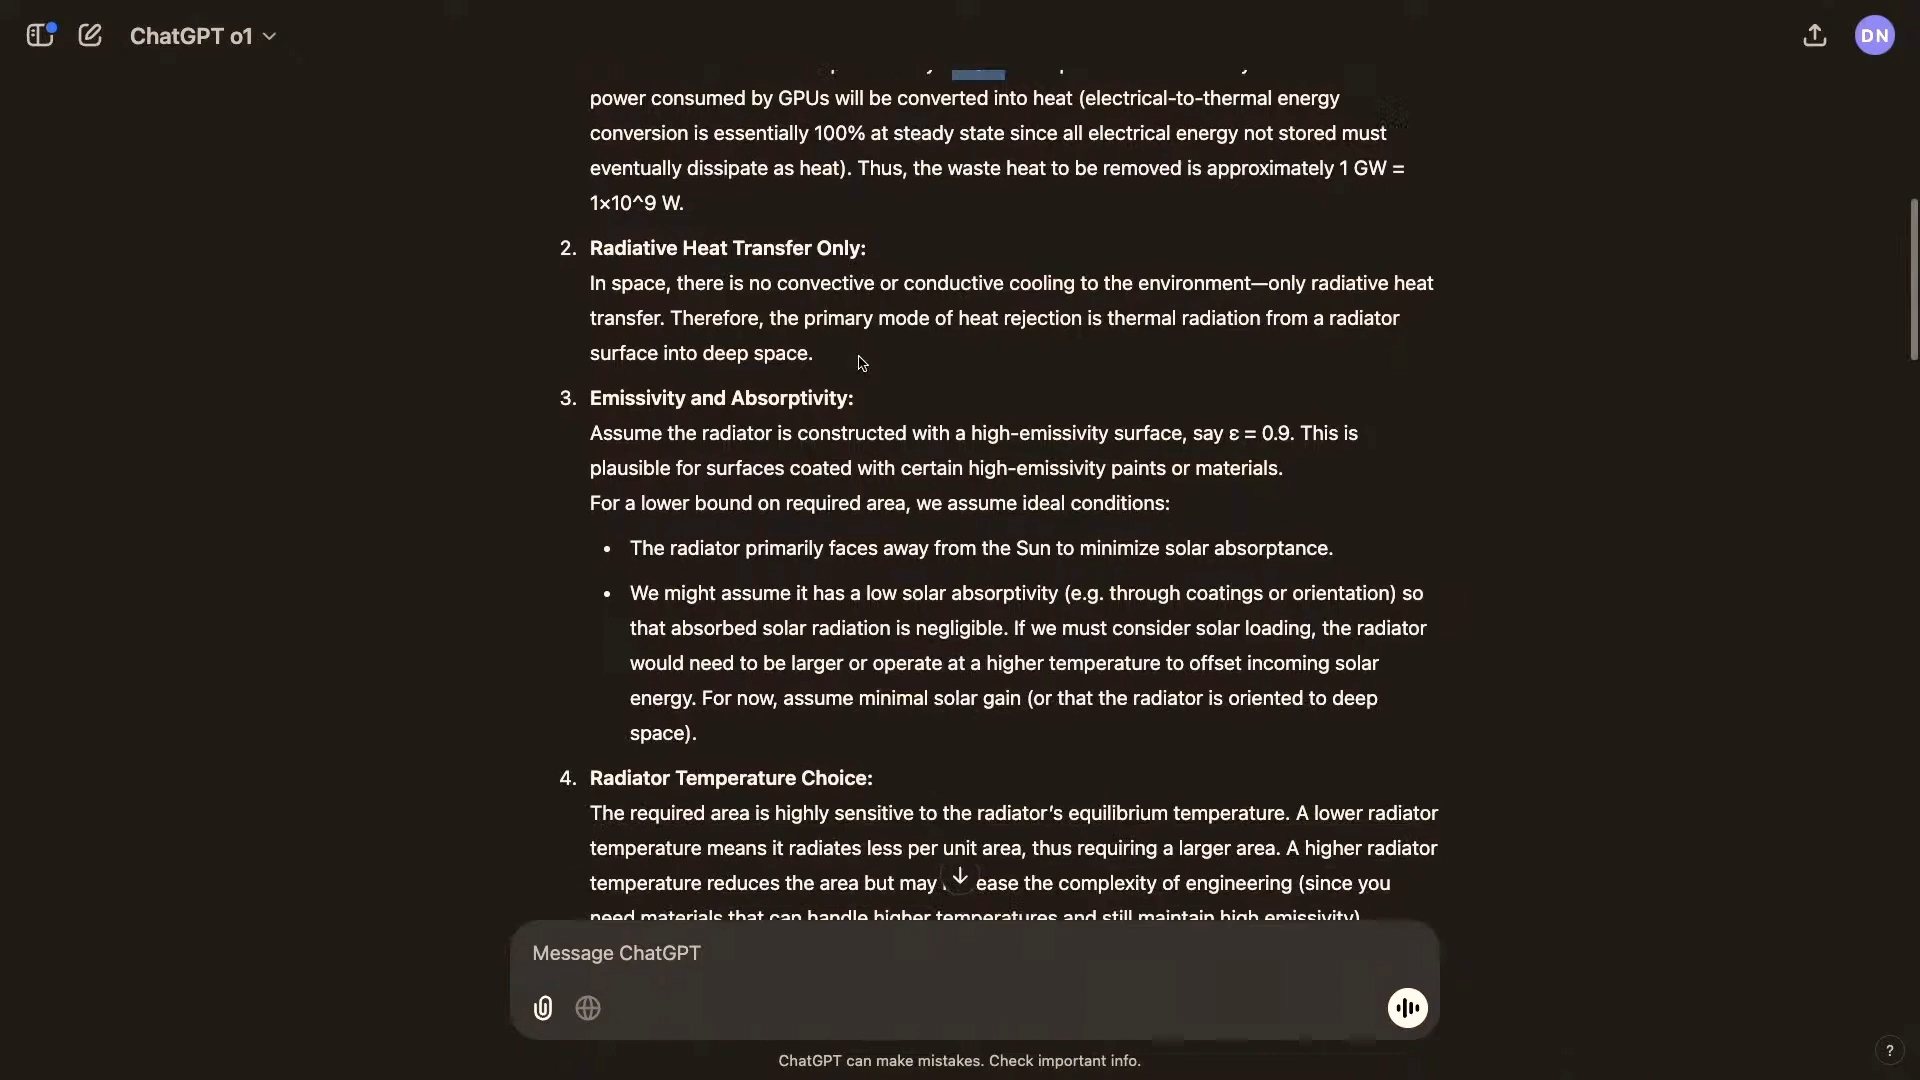 ChatGPT o1
DN
power consumed by GPUs will be converted into heat (electrical-to-thermal energy
conversion is essentially 100% at steady state since all electrical energy not stored must
eventually dissipate as heat). Thus, the waste heat to be removed is approximately 1 GW =
1×10^9 W.
2. Radiative Heat Transfer Only:
In space, there is no convective or conductive cooling to the environment—only radiative heat
transfer. Therefore, the primary mode of heat rejection is thermal radiation from a radiator
surface into deep space.
3. Emissivity and Absorptivity:
Assume the radiator is constructed with a high-emissivity surface, say ε = 0.9. This is
plausible for surfaces coated with certain high-emissivity paints or materials.
For a lower bound on required area, we assume ideal conditions:
• The radiator primarily faces away from the Sun to minimize solar absorptance.
• We might assume it has a low solar absorptivity (e.g. through coatings or orientation) so
that absorbed solar radiation is negligible. If we must consider solar loading, the radiator
would need to be larger or operate at a higher temperature to offset incoming solar
energy. For now, assume minimal solar gain (or that the radiator is oriented to deep
space).
4. Radiator Temperature Choice:
The required area is highly sensitive to the radiator's equilibrium temperature. A lower radiator
temperature means it radiates less per unit area, thus requiring a larger area. A higher radiator
temperature reduces the area but may ease the complexity of engineering (since you
need materials that can handle higher temperatures and still maintain high emissivity)
Message ChatGPT
ChatGPT can make mistakes. Check important info.
?